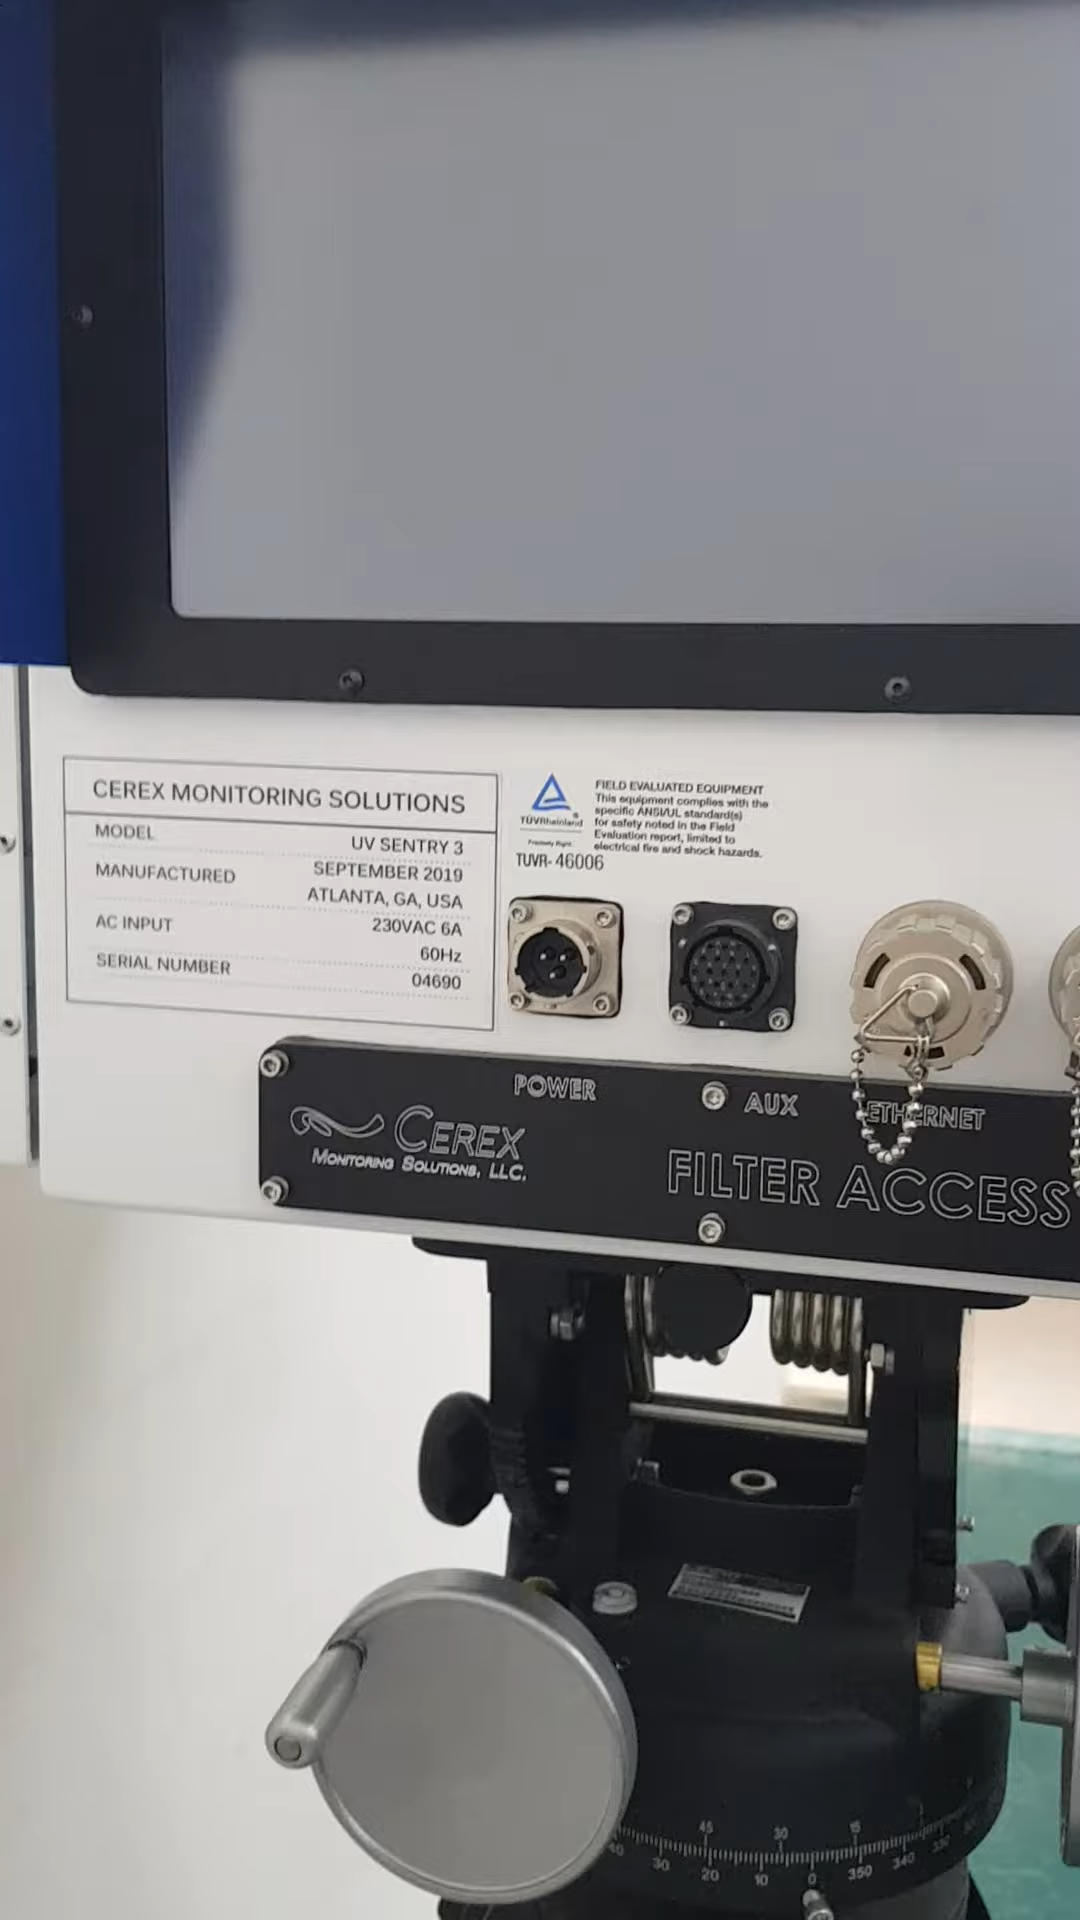 CEREX MONITORING SOLUTIONS
MODEL
UV SENTRY 3
MANUFACTURED
SEPTEMBER 2019
ATLANTA, GA, USA
AC INPUT
230VAC 6A
60Hz
SERIAL NUMBER
04690
TÜVRheinland®
Precisely Right.
TUVR- 46006
FIELD EVALUATED EQUIPMENT
This equipment complies with the
specific ANSI/UL standard(s)
for safety noted in the Field
Evaluation report, limited to
electrical fire and shock hazards.
POWER
AUX
ETHERNET
CEREX
MONITORING SOLUTIONS, LLC.
FILTER ACCESS
45 30 15
30 20 10 0 350 340 330